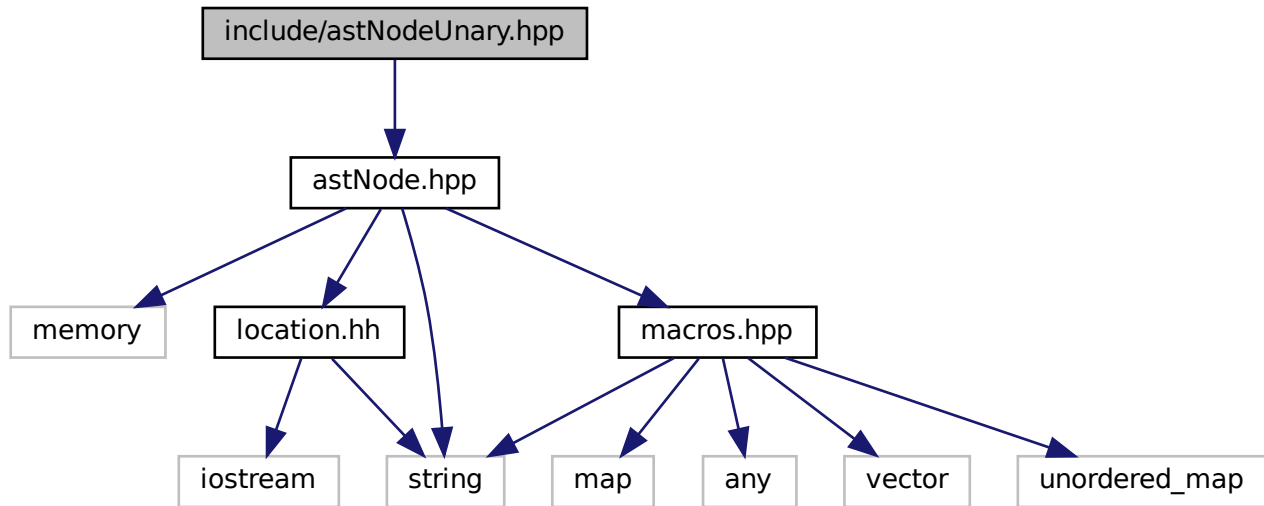 include/astNodeUnary.hpp
astNode.hpp
memory
location.hh
macros.hpp
iostream
string
map
any
vector
unordered_map